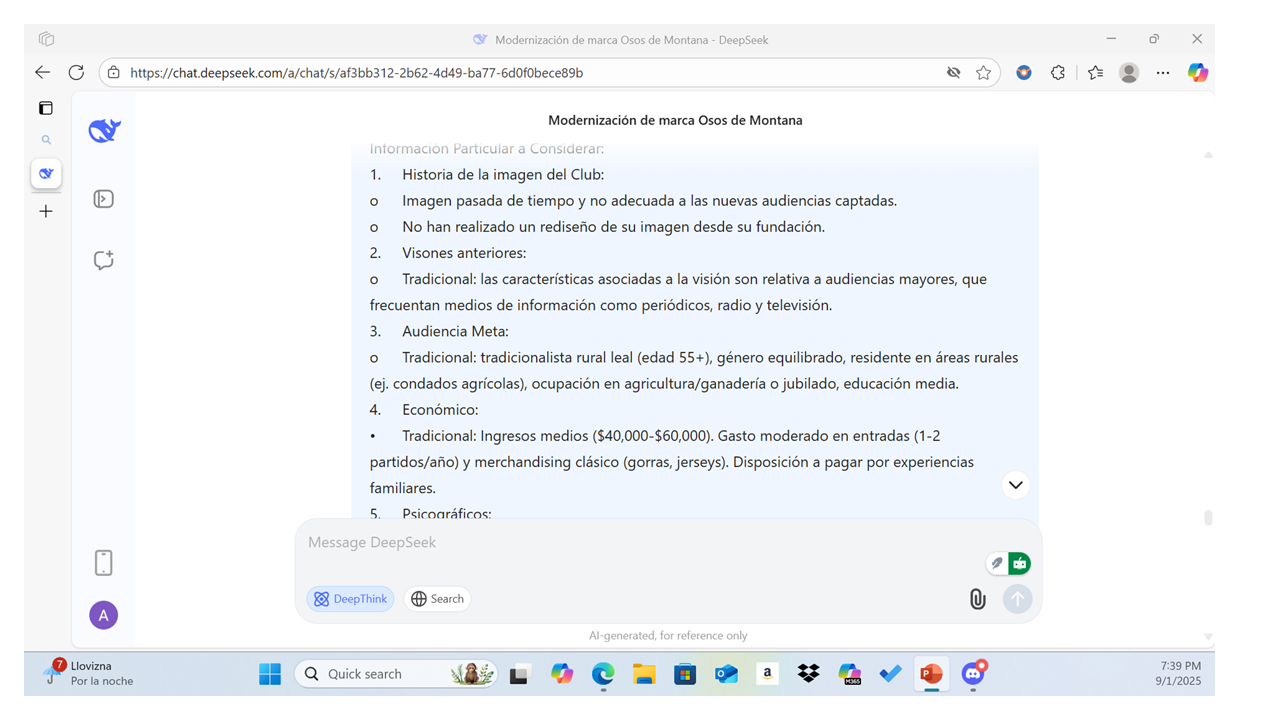 Modernización de marca Osos de Montana - DeepSeek
https://chat.deepseek.com/a/chat/s/af3bb312-2b62-4d49-ba77-6d0f0bece89b
Modernización de marca Osos de Montana
Información Particular a Considerar:
1. Historia de la imagen del Club:
o Imagen pasada de tiempo y no adecuada a las nuevas audiencias captadas.
o No han realizado un rediseño de su imagen desde su fundación.
2. Visones anteriores:
o Tradicional: las características asociadas a la visión son relativa a audiencias mayores, que
frecuentan medios de información como periódicos, radio y televisión.
3. Audiencia Meta:
o Tradicional: tradicionalista rural leal (edad 55+), género equilibrado, residente en áreas rurales
(ej. condados agrícolas), ocupación en agricultura/ganadería o jubilado, educación media.
4. Económico:
• Tradicional: Ingresos medios ($40,000-$60,000). Gasto moderado en entradas (1-2
partidos/año) y merchandising clásico (gorras, jerseys). Disposición a pagar por experiencias
familiares.
5. Psicográficos:
Message DeepSeek
DeepThink
Search
A
AI-generated, for reference only
7
Llovizna
Por la noche
Quick search
a
M365
7:39 PM
9/1/2025